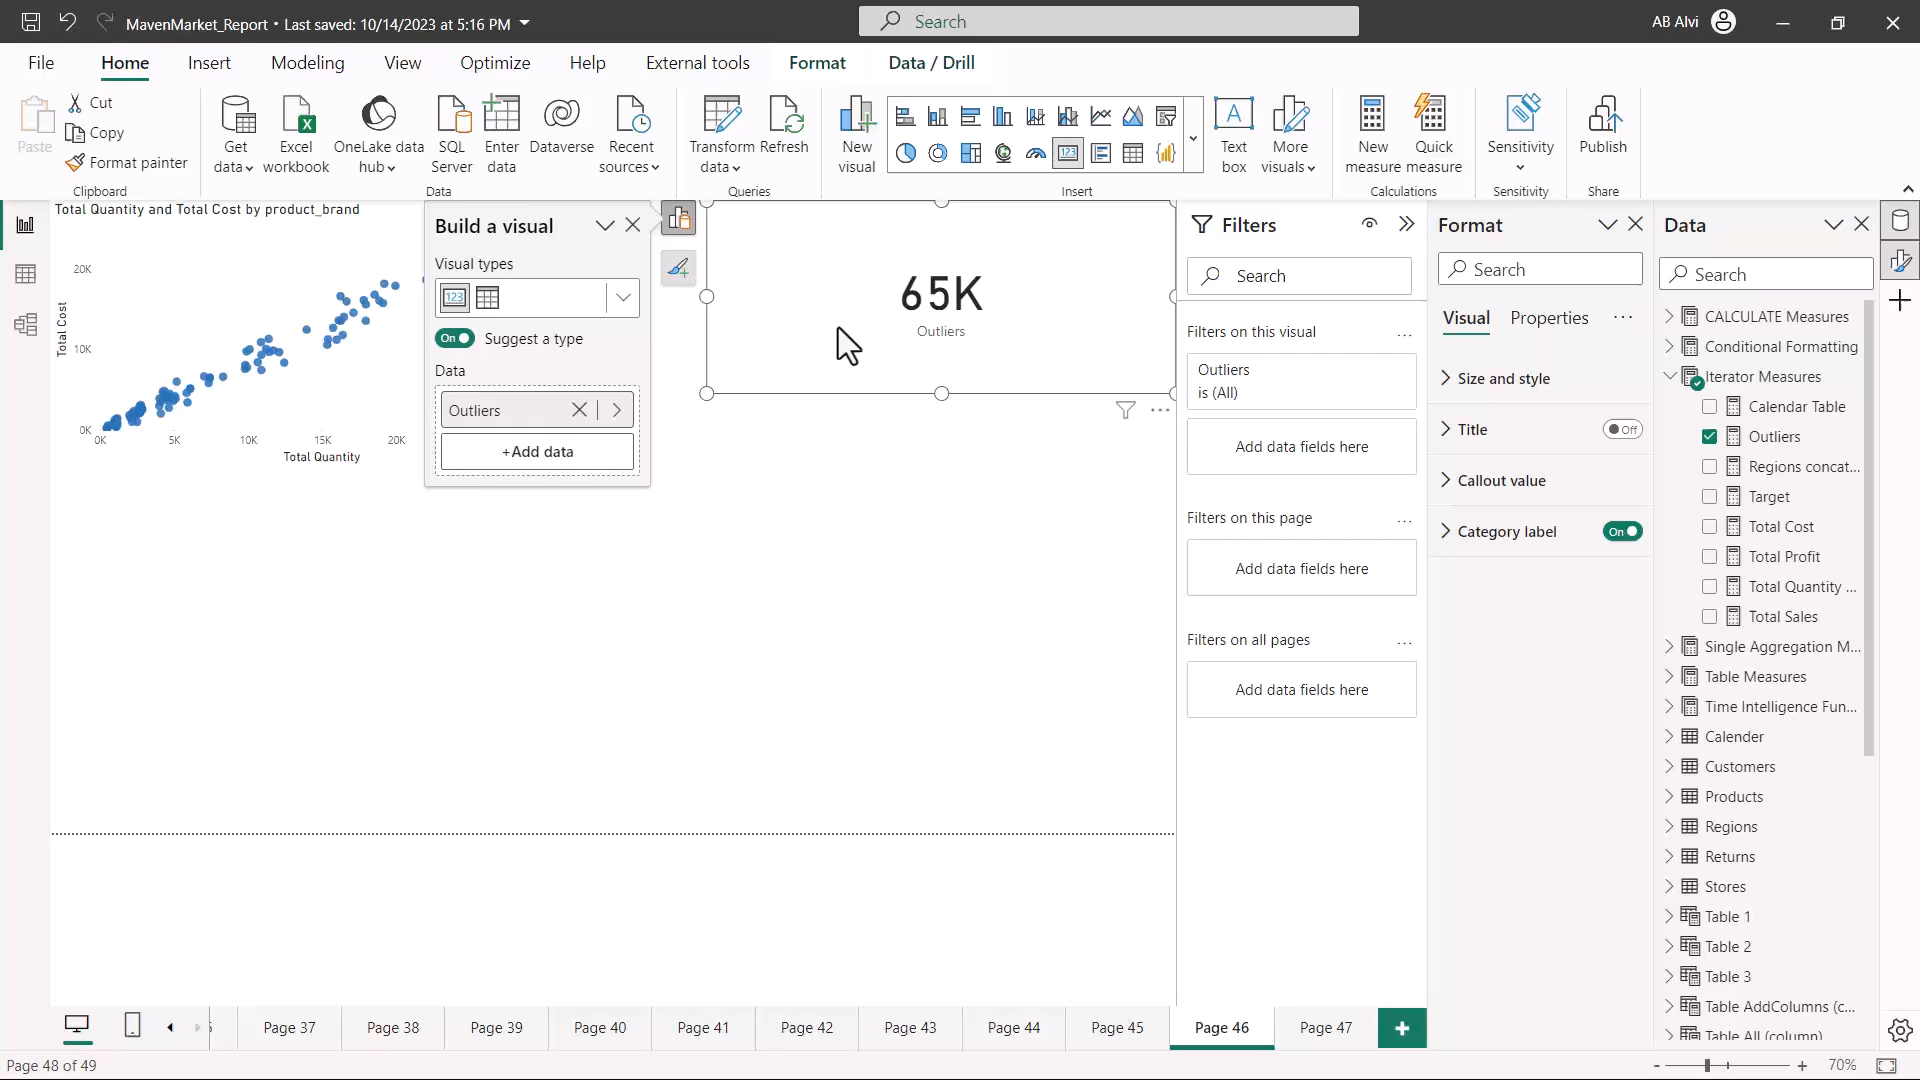 MavenMarket_Report • Last saved: 10/14/2023 at 5:16 PM
Search
AB Alvi
File
Home
Insert
Modeling
View
Optimize
Help
External tools
Format
Data / Drill
Paste
Cut
Copy
Format painter
Clipboard
Get data
Excel workbook
OneLake data hub
SQL Server
Enter data
Dataverse
Recent sources
Data
Transform data
Refresh
Queries
New visual
123
A
Text box
More visuals
Insert
New measure
Quick measure
Calculations
Sensitivity
Sensitivity
Publish
Share
Total Quantity and Total Cost by product_brand
20K
10K
0K
Total Cost
0K
5K
10K
15K
20K
Total Quantity
Build a visual
Visual types
123
On
Suggest a type
Data
Outliers
+Add data
65K
Outliers
Filters
Search
Filters on this visual
...
Outliers
is (All)
Add data fields here
Filters on this page
...
Add data fields here
Filters on all pages
...
Add data fields here
Format
Search
Visual
Properties
...
Size and style
Title
Off
Callout value
Category label
On
Data
Search
CALCULATE Measures
Conditional Formatting
Iterator Measures
Calendar Table
Outliers
Regions concat...
Target
Total Cost
Total Profit
Total Quantity ...
Total Sales
Single Aggregation M...
Table Measures
Time Intelligence Fun...
Calender
Customers
Products
Regions
Returns
Stores
Table 1
Table 2
Table 3
Table AddColumns (c...
Table All (column)
Page 37
Page 38
Page 39
Page 40
Page 41
Page 42
Page 43
Page 44
Page 45
Page 46
Page 47
+
Page 48 of 49
- + 70%